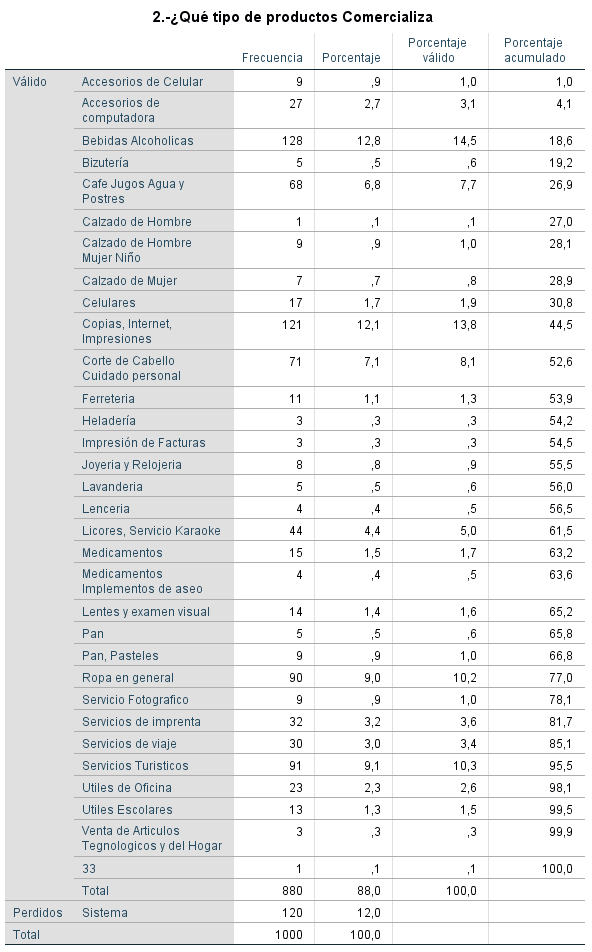 2.-¿Qué tipo de productos Comercializa
Frecuencia Porcentaje Porcentaje válido Porcentaje acumulado
Válido Accesorios de Celular 9 ,9 1,0 1,0
Accesorios de computadora 27 2,7 3,1 4,1
Bebidas Alcoholicas 128 12,8 14,5 18,6
Bizutería 5 ,5 ,6 19,2
Cafe Jugos Agua y Postres 68 6,8 7,7 26,9
Calzado de Hombre 1 ,1 ,1 27,0
Calzado de Hombre Mujer Niño 9 ,9 1,0 28,1
Calzado de Mujer 7 ,7 ,8 28,9
Celulares 17 1,7 1,9 30,8
Copias, Internet, Impresiones 121 12,1 13,8 44,5
Corte de Cabello Cuidado personal 71 7,1 8,1 52,6
Ferreteria 11 1,1 1,3 53,9
Heladería 3 ,3 ,3 54,2
Impresión de Facturas 3 ,3 ,3 54,5
Joyeria y Relojeria 8 ,8 ,9 55,5
Lavanderia 5 ,5 ,6 56,0
Lenceria 4 ,4 ,5 56,5
Licores, Servicio Karaoke 44 4,4 5,0 61,5
Medicamentos 15 1,5 1,7 63,2
Medicamentos Implementos de aseo 4 ,4 ,5 63,6
Lentes y examen visual 14 1,4 1,6 65,2
Pan 5 ,5 ,6 65,8
Pan, Pasteles 9 ,9 1,0 66,8
Ropa en general 90 9,0 10,2 77,0
Servicio Fotografico 9 ,9 1,0 78,1
Servicios de imprenta 32 3,2 3,6 81,7
Servicios de viaje 30 3,0 3,4 85,1
Servicios Turisticos 91 9,1 10,3 95,5
Utiles de Oficina 23 2,3 2,6 98,1
Utiles Escolares 13 1,3 1,5 99,5
Venta de Articulos Tegnologicos y del Hogar 3 ,3 ,3 99,9
33 1 ,1 ,1 100,0
Total 880 88,0 100,0
Perdidos Sistema 120 12,0
Total 1000 100,0